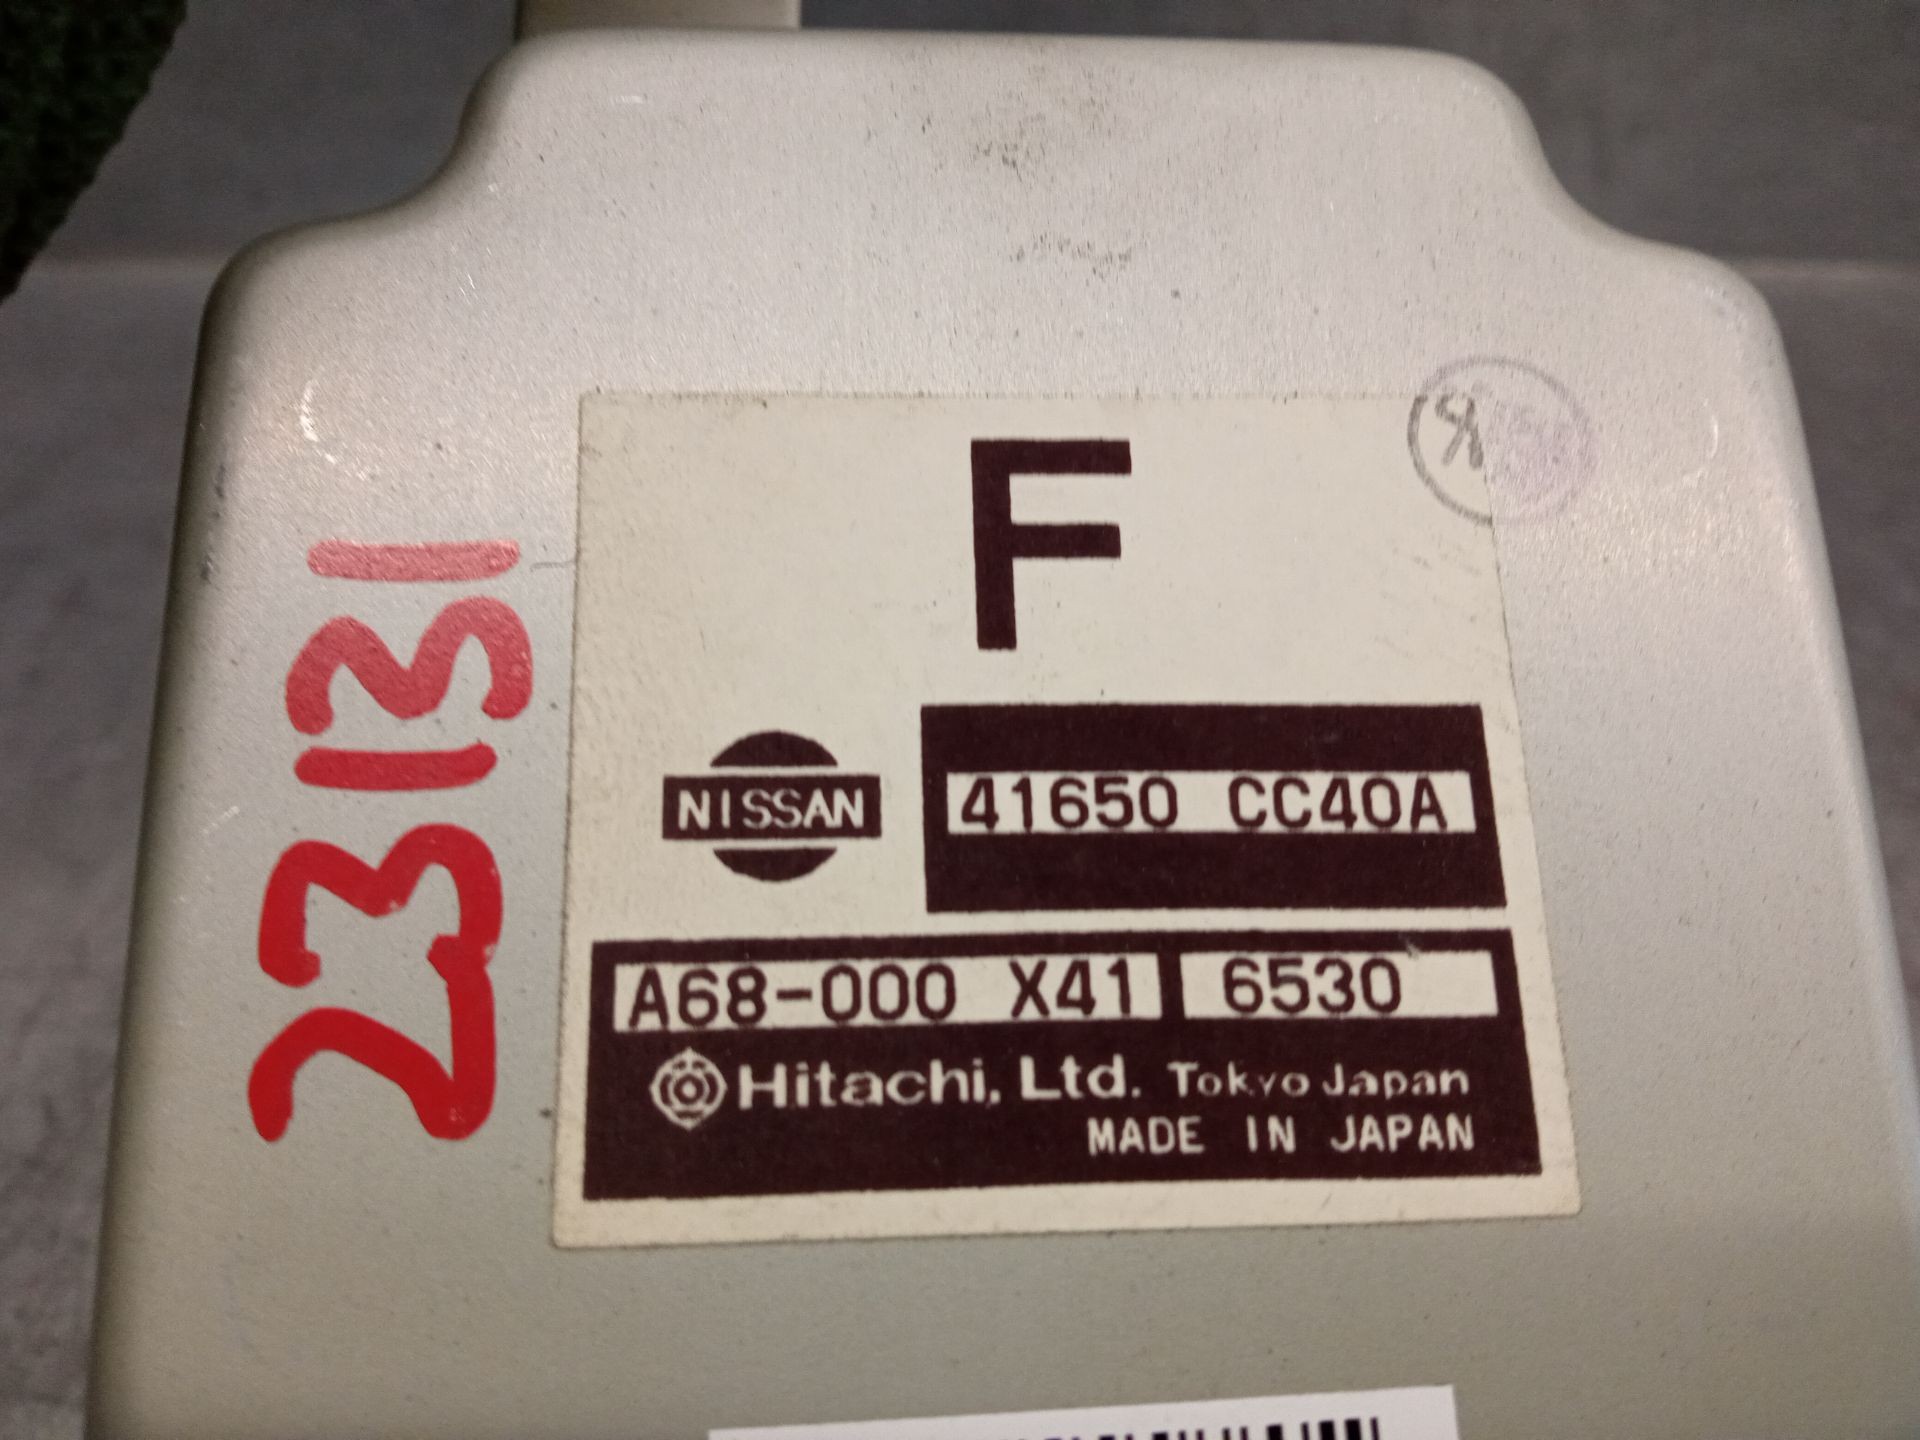 F
NISSAN
41650 CC40A
A68-000 X41 6530
Hitachi, Ltd. Tokyo Japan
MADE IN JAPAN
23131